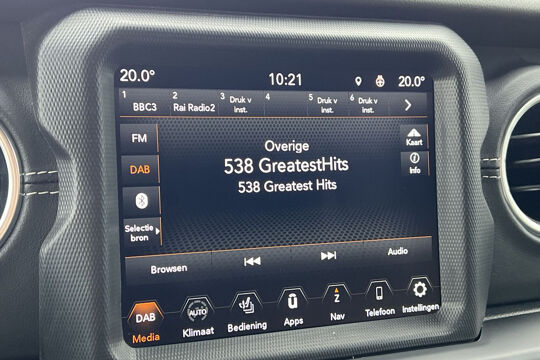 20.0° 10:21 20.0°
1 2 3 4 5 6
BBC3 Rai Radio2 Druk v inst. Druk v inst. Druk v inst.
FM
DAB
Selectie bron
Overige
538 GreatestHits
538 Greatest Hits
Kaart
Info
Browsen Audio
DAB AUTO Z
Media Klimaat Bediening Apps Nav Telefoon Instellingen